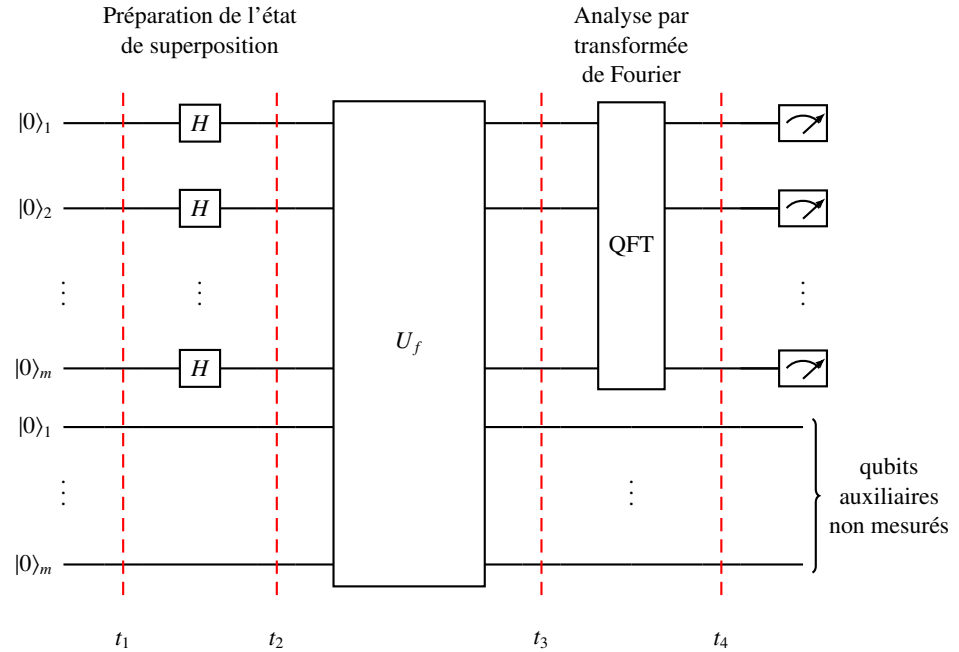 Préparation de l’état
de superposition
Analyse par
transformée
de Fourier
|0⟩₁
H
|0⟩₂
H
QFT
U_f
|0⟩ₘ
H
|0⟩₁
qubits
auxiliaires
non mesurés
|0⟩ₘ
t₁ t₂ t₃ t₄